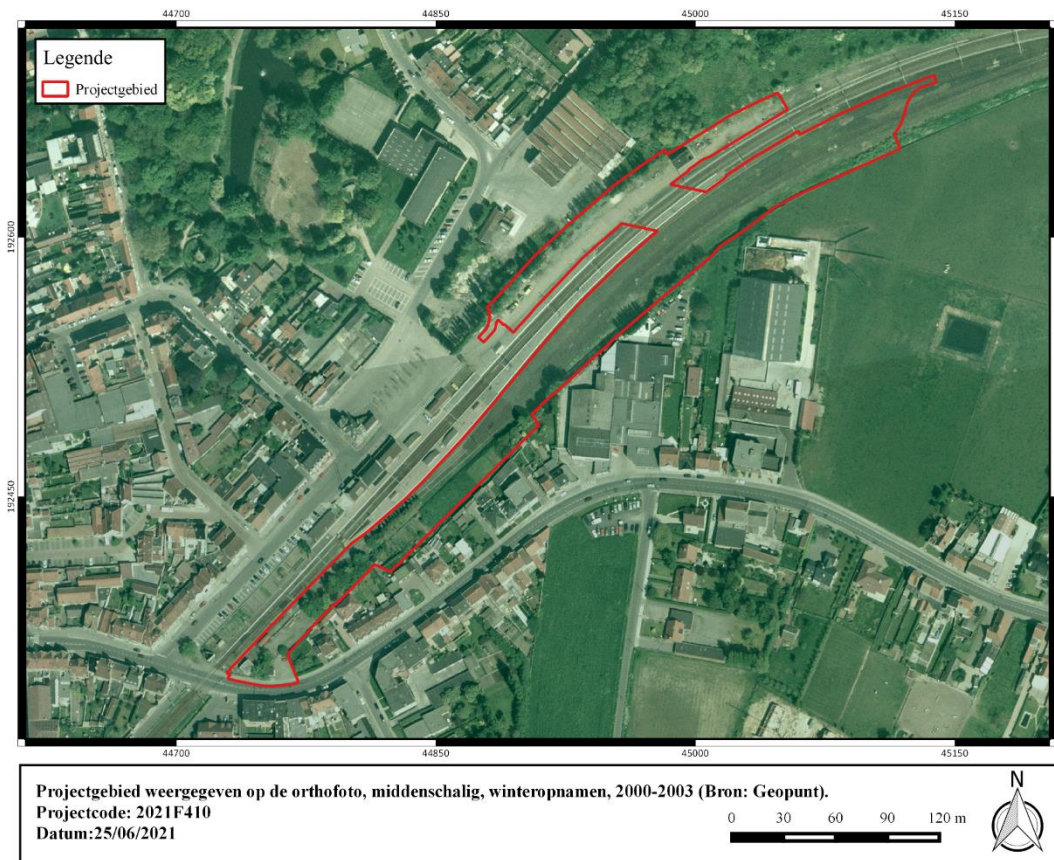 44700 44850 45000 45150
Legende
Projectgebied
192600
192450
44700 44850 45000 45150
Projectgebied weergegeven op de orthofoto, middenschalig, winteropnamen, 2000-2003 (Bron: Geopunt).
Projectcode: 2021F410
Datum:25/06/2021
N
0 30 60 90 120 m